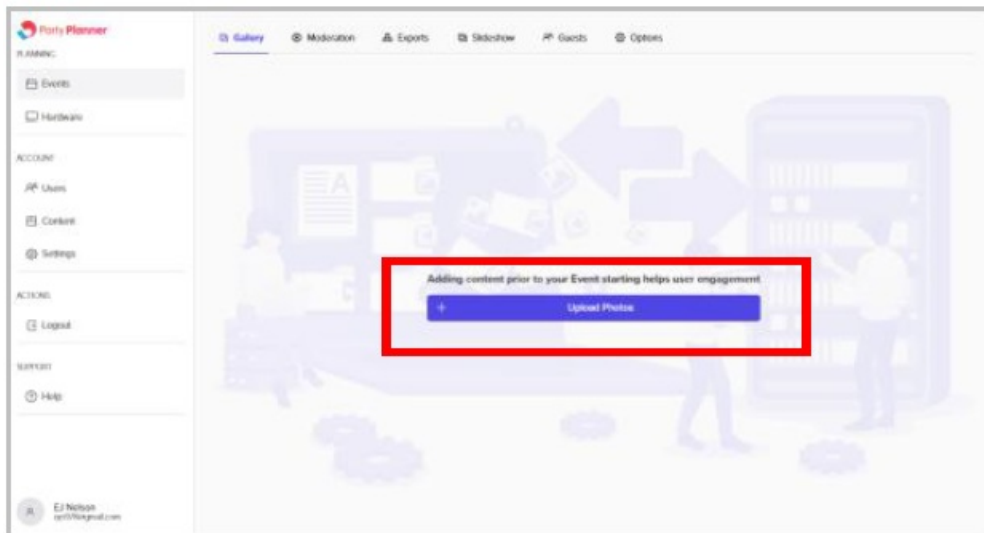 Party Planner
PLANNING
Events
Hardware
ACCOUNT
Users
Content
Settings
ACTIONS
Logout
SUPPORT
Help
EJ Nelson
Gallery
Moderation
Exports
Slideshow
Guests
Options
A
Adding content prior to your Event starting helps user engagement
+ Upload Photos